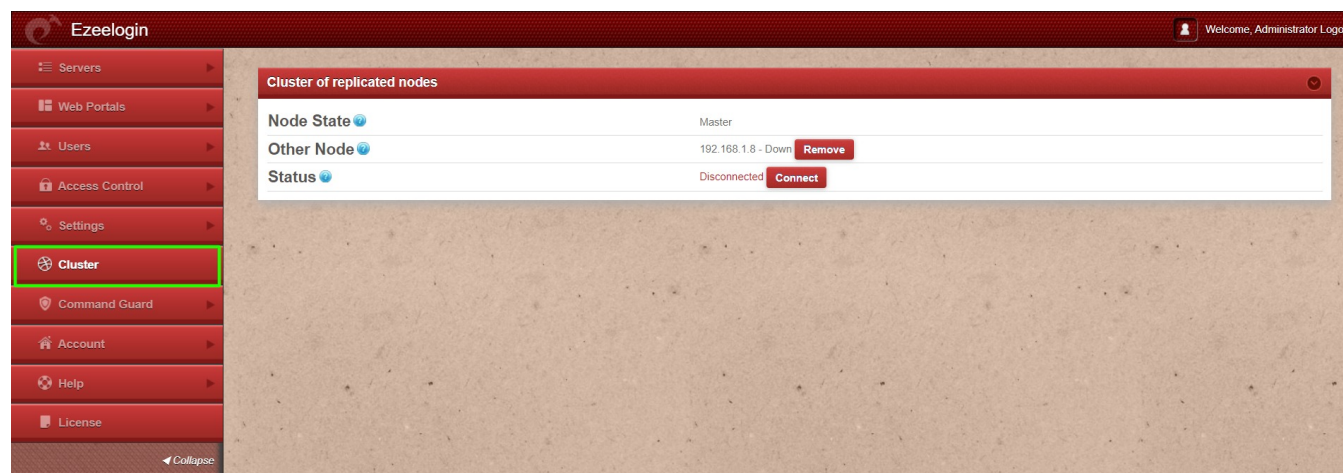 Ezeelogin
Welcome, Administrator Logo
Servers
Web Portals
Users
Access Control
Settings
Cluster
Command Guard
Account
Help
License
Collapse
Cluster of replicated nodes
Node State ? Master
Other Node ? 192.168.1.8 - Down Remove
Status ? Disconnected Connect